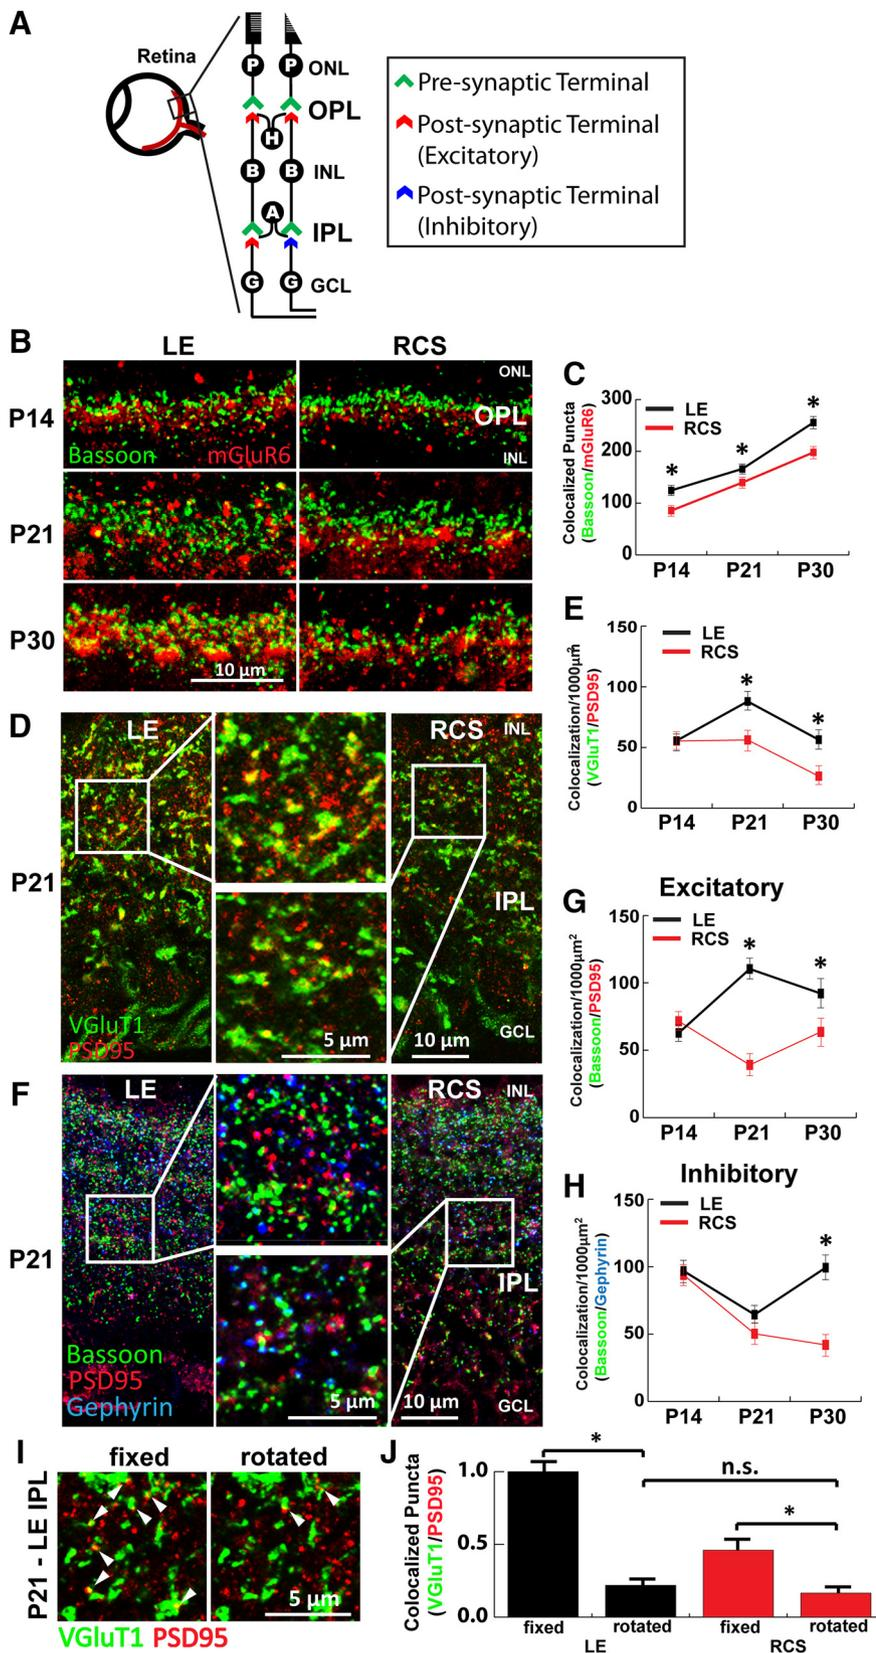 A
Retina
P P ONL
OPL
H
B B INL
A
IPL
G G GCL
Pre-synaptic Terminal
Post-synaptic Terminal
(Excitatory)
Post-synaptic Terminal
(Inhibitory)
B
LE RCS
P14
Bassoon mGluR6
ONL
OPL
INL
P21
P30
10 µm
C
Colocalized Puncta
(Bassoon/mGluR6)
LE
RCS
300
200
100
0
* * *
P14 P21 P30
D
LE RCS INL
P21
IPL
VGluT1
PSD95
5 µm 10 µm GCL
E
Colocalization/1000µm²
(VGluT1/PSD95)
LE
RCS
150
100
50
0
* *
P14 P21 P30
F
LE RCS INL
P21
IPL
Bassoon
PSD95
Gephyrin
5 µm 10 µm GCL
G
Excitatory
Colocalization/1000µm²
(Bassoon/PSD95)
LE
RCS
150
100
50
0
* *
P14 P21 P30
H
Inhibitory
Colocalization/1000µm²
(Bassoon/Gephyrin)
LE
RCS
150
100
50
0
*
P14 P21 P30
I
fixed rotated
P21 - LE IPL
5 µm
VGluT1 PSD95
J
Colocalized Puncta
(VGluT1/PSD95)
1.0
0.5
0.0
* n.s. *
fixed rotated fixed rotated
LE RCS